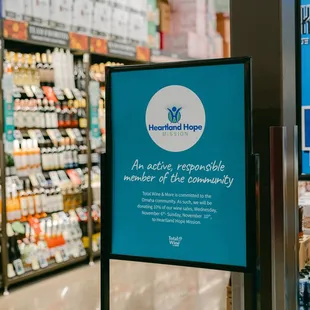 Heartland Hope
MISSION
An active, responsible
member of the community
Total Wine & More is committed to the
Omaha community. As such, we will be
donating 10% of our wine sales, Wednesday,
November 6th-Sunday, November 10th,
to Heartland Hope Mission.
Total Wine